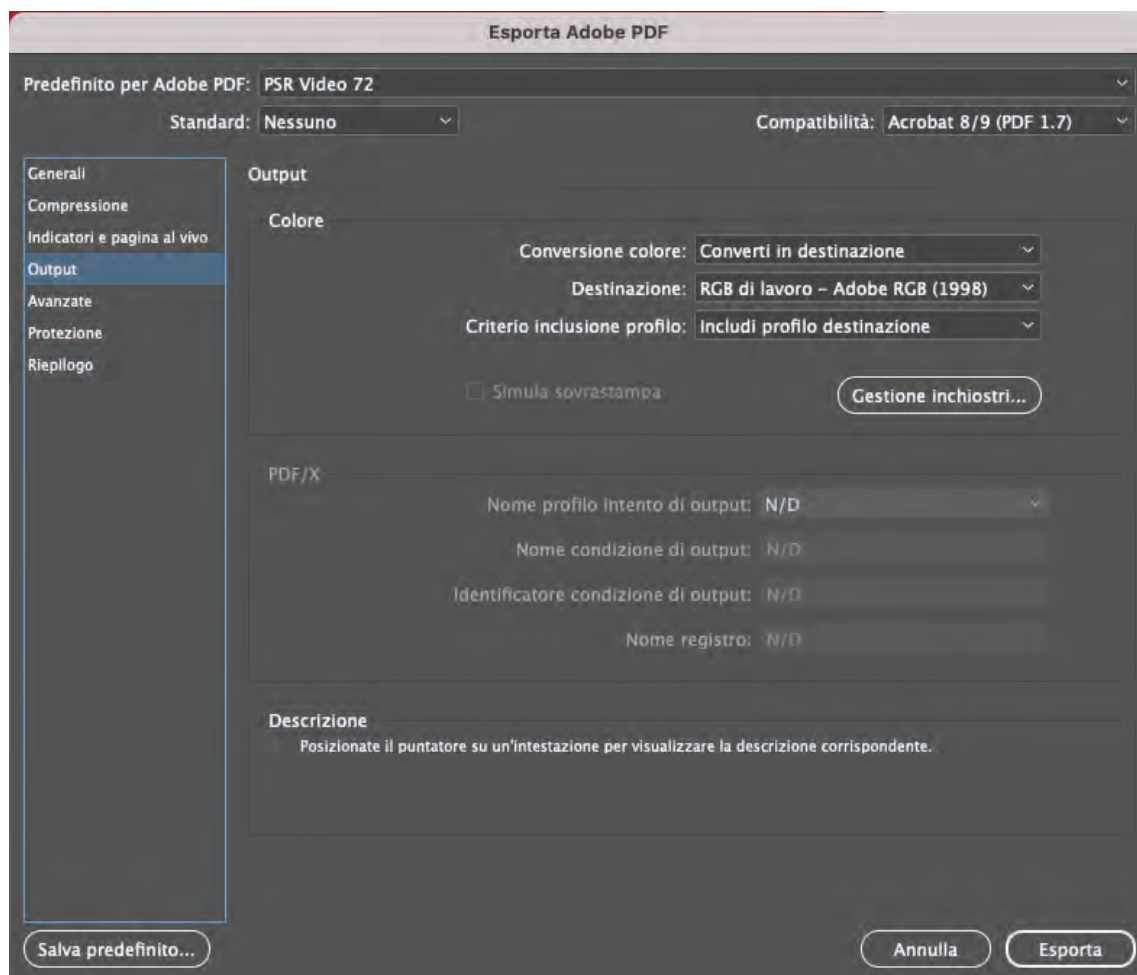 Esporta Adobe PDF
Predefinito per Adobe PDF: PSR Video 72
Standard: Nessuno Compatibilità: Acrobat 8/9 (PDF 1.7)
Generali
Compressione
Indicatori e pagina al vivo
Output
Avanzate
Protezione
Riepilogo
Output
Colore
Conversione colore: Converti in destinazione
Destinazione: RGB di lavoro – Adobe RGB (1998)
Criterio inclusione profilo: Includi profilo destinazione
Simula sovrastampa Gestione inchiostri...
PDF/X
Nome profilo intento di output: N/D
Nome condizione di output: N/D
Identificatore condizione di output: N/D
Nome registro: N/D
Descrizione
Posizionate il puntatore su un'intestazione per visualizzare la descrizione corrispondente.
Salva predefinito... Annulla Esporta